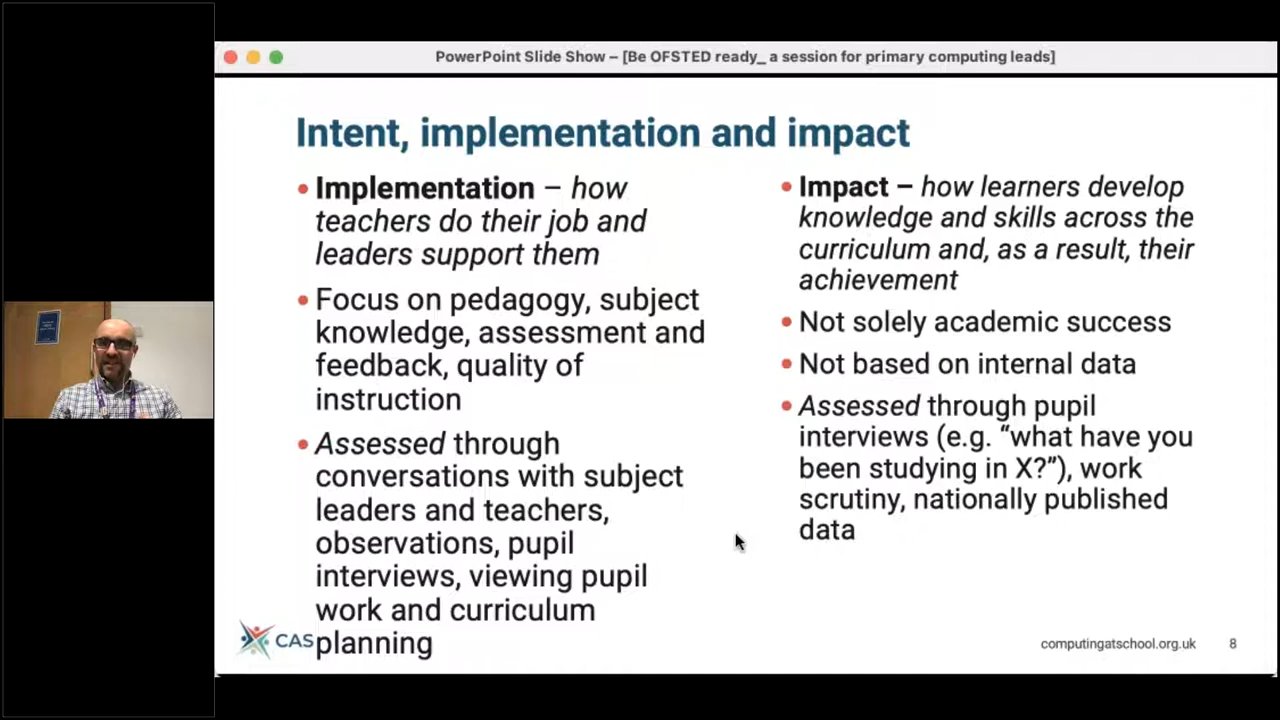 PowerPoint Slide Show – [Be OFSTED ready_ a session for primary computing leads]
Intent, implementation and impact
• Implementation – how
teachers do their job and
leaders support them
• Focus on pedagogy, subject
knowledge, assessment and
feedback, quality of
instruction
• Assessed through
conversations with subject
leaders and teachers,
observations, pupil
interviews, viewing pupil
work and curriculum
planning
• Impact – how learners develop
knowledge and skills across the
curriculum and, as a result, their
achievement
• Not solely academic success
• Not based on internal data
• Assessed through pupil
interviews (e.g. “what have you
been studying in X?”), work
scrutiny, nationally published
data
CAS
computingatschool.org.uk
8